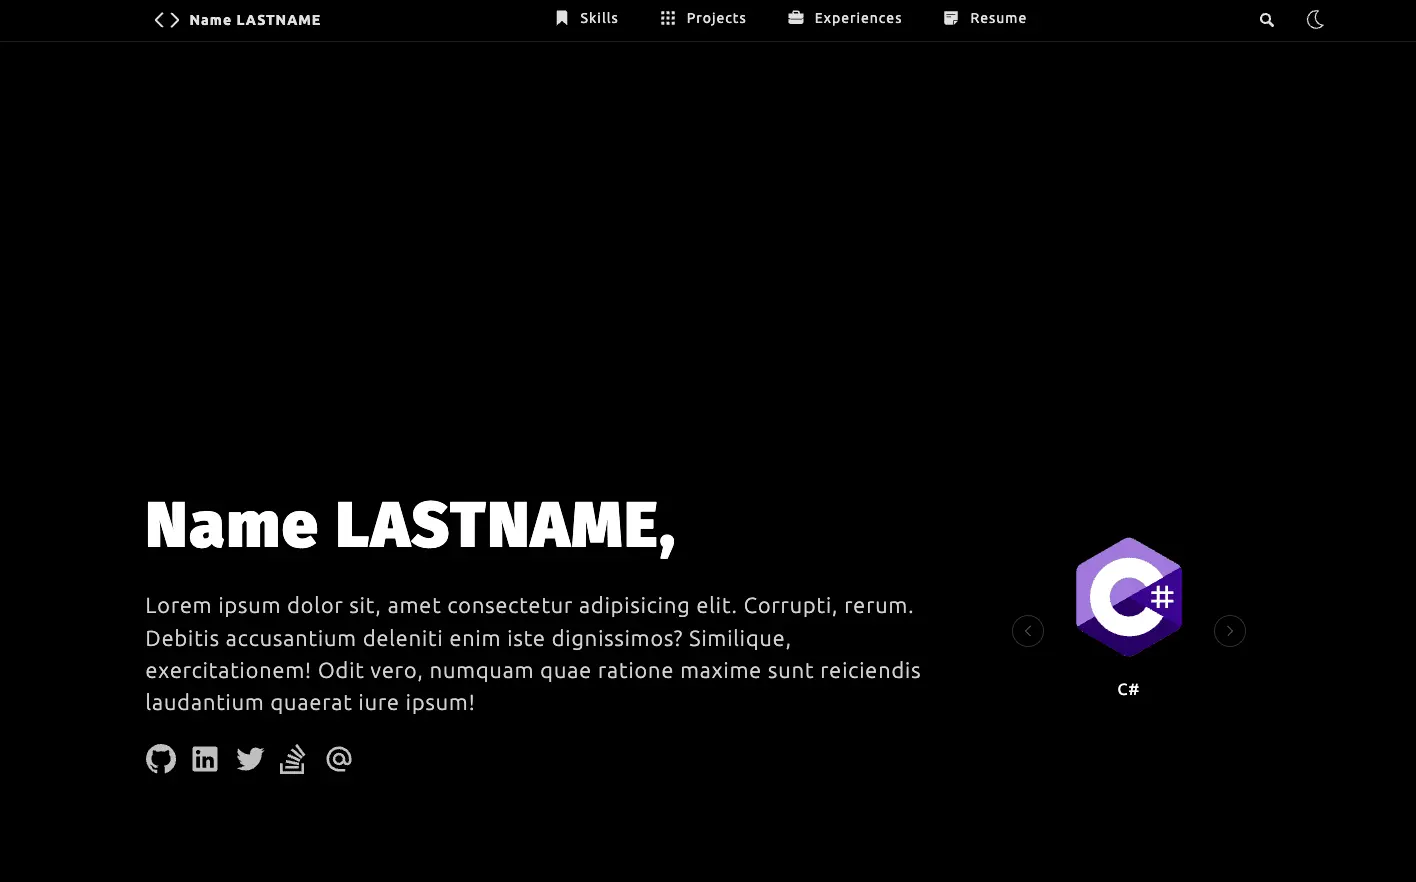 Name LASTNAME
Skills
Projects
Experiences
Resume
Name LASTNAME,
Lorem ipsum dolor sit, amet consectetur adipisicing elit. Corrupti, rerum.
Debitis accusantium deleniti enim iste dignissimos? Similique,
exercitationem! Odit vero, numquam quae ratione maxime sunt reiciendis
laudantium quaerat iure ipsum!
C#
C#